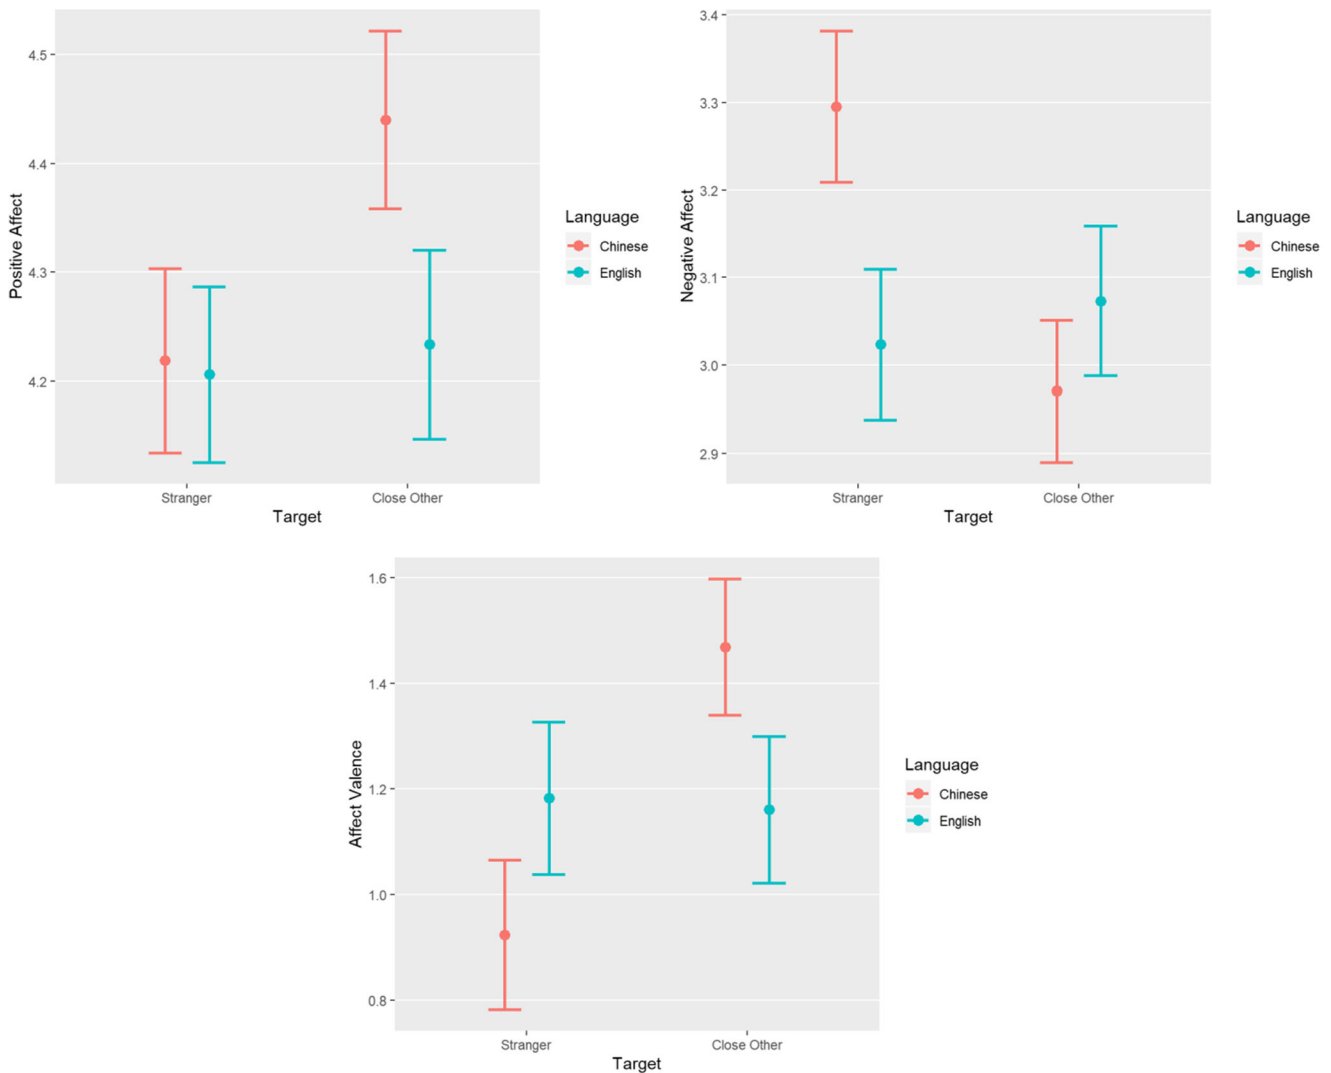 Positive Affect
4.5
4.4
4.3
4.2
Stranger
Close Other
Target
Language
Chinese
English
Negative Affect
3.4
3.3
3.2
3.1
3.0
2.9
Stranger
Close Other
Target
Language
Chinese
English
Affect Valence
1.6
1.4
1.2
1.0
0.8
Stranger
Close Other
Target
Language
Chinese
English